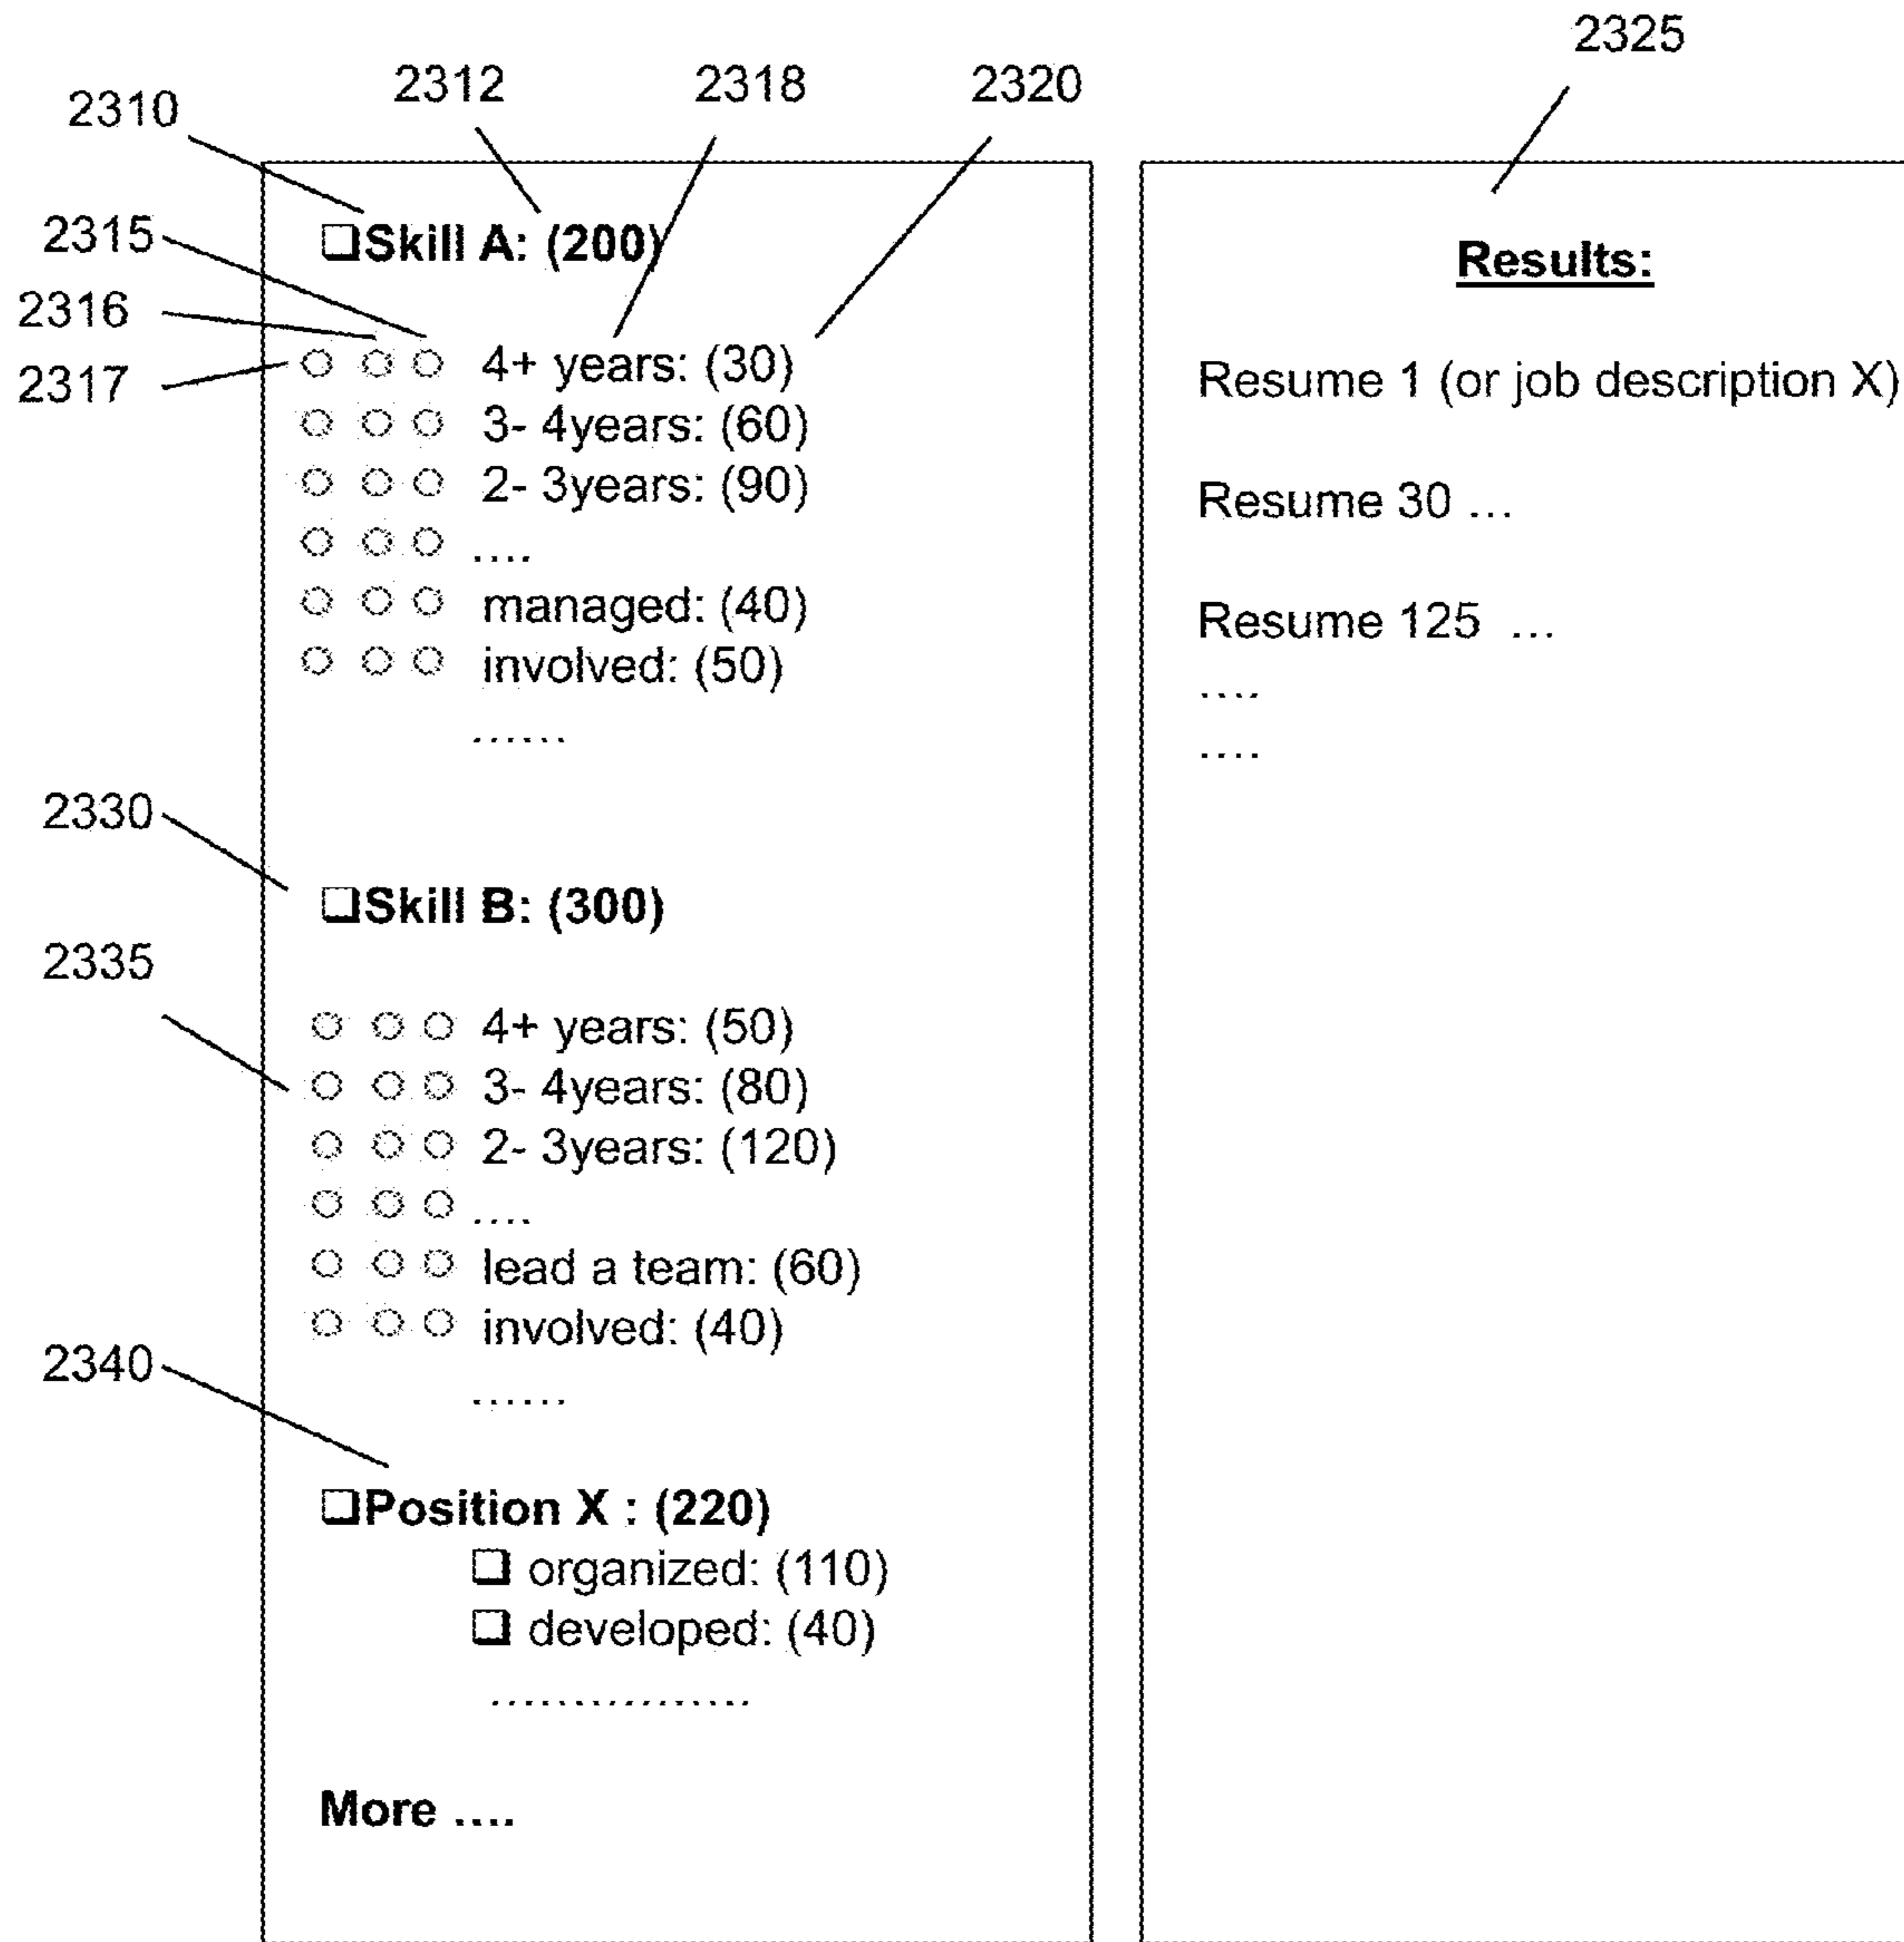 2325
2312 2318 2320
2310
2315
2316
2317
❑Skill A: (200)
4+ years: (30)
3- 4years: (60)
2- 3years: (90)
....
managed: (40)
involved: (50)
......
2330
❑Skill B: (300)
2335
4+ years: (50)
3- 4years: (80)
2- 3years: (120)
....
lead a team: (60)
involved: (40)
2340
......
❑Position X : (220)
❑ organized: (110)
❑ developed: (40)
................
More ....
Results:
Resume 1 (or job description X)
Resume 30 ...
Resume 125 ...
....
....